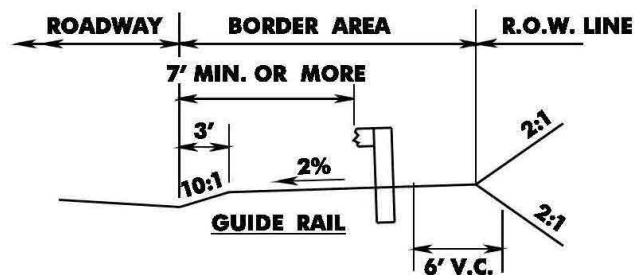 ROADWAY BORDER AREA R.O.W. LINE
7' MIN. OR MORE
3'
2:1
10:1 2%
GUIDE RAIL
2:1
6' V.C.